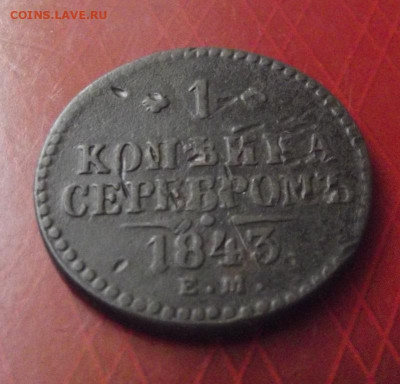 COINS.LAVE.RU
1
КОПѢЙКА
СЕРЕБРОМЪ
1843.
Е.М.